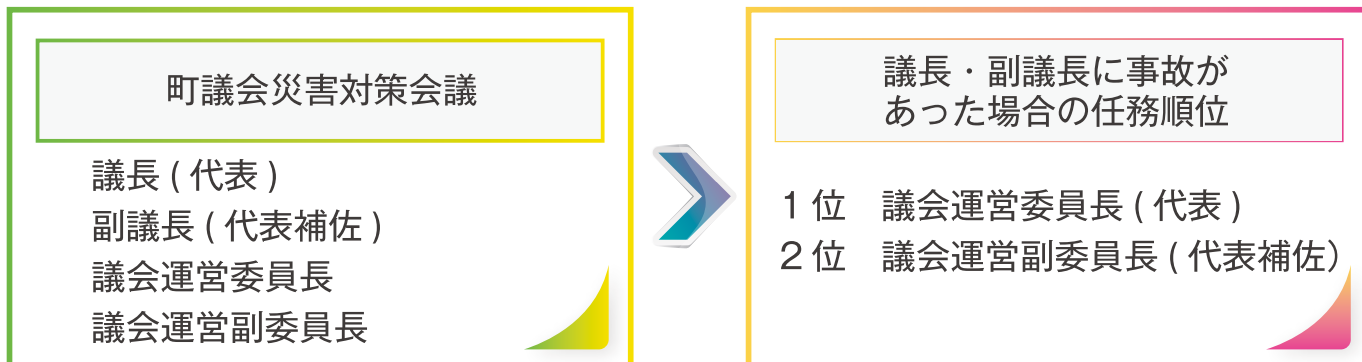 町議会災害対策会議
議長 ( 代表 )
副議長 ( 代表補佐 )
議会運営委員長
議会運営副委員長
議長・副議長に事故が
あった場合の任務順位
1 位　議会運営委員長 ( 代表 )
2 位　議会運営副委員長 ( 代表補佐）